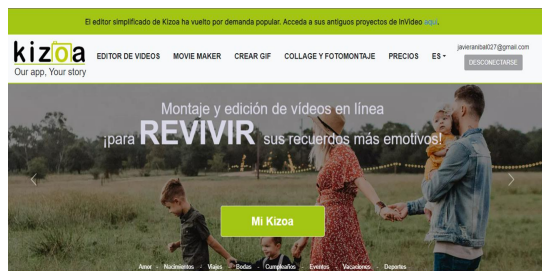 El editor simplificado de Kizoa ha vuelto por demanda popular. Acceda a sus antiguos proyectos de InVideo aquí.
kizoa
Our app, Your story
EDITOR DE VIDEOS MOVIE MAKER CREAR GIF COLLAGE Y FOTOMONTAJE PRECIOS ES
javieranibal027@gmail.com
DESCONECTARSE
Montaje y edición de vídeos en línea
¡para REVIVIR sus recuerdos más emotivos!
Mi Kizoa
Amor - Nacimientos - Viajes - Bodas - Cumpleaños - Eventos - Vacaciones - Deportes